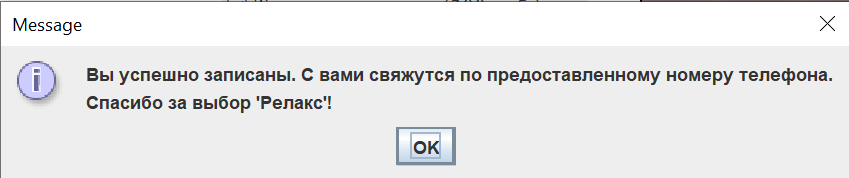 Message
Вы успешно записаны. С вами свяжутся по предоставленному номеру телефона.
Спасибо за выбор 'Релакс'!
OK